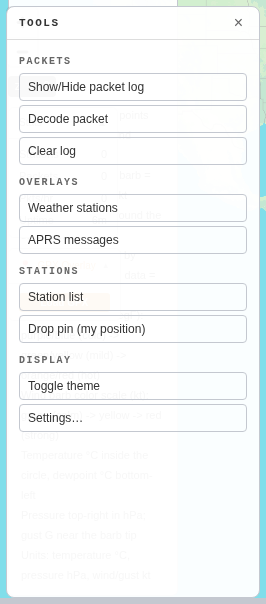 TOOLS ×
PACKETS
Show/Hide packet log
Decode packet
Clear log
OVERLAYS
Weather stations
APRS messages
STATIONS
Station list
Drop pin (my position)
DISPLAY
Toggle theme
Settings…